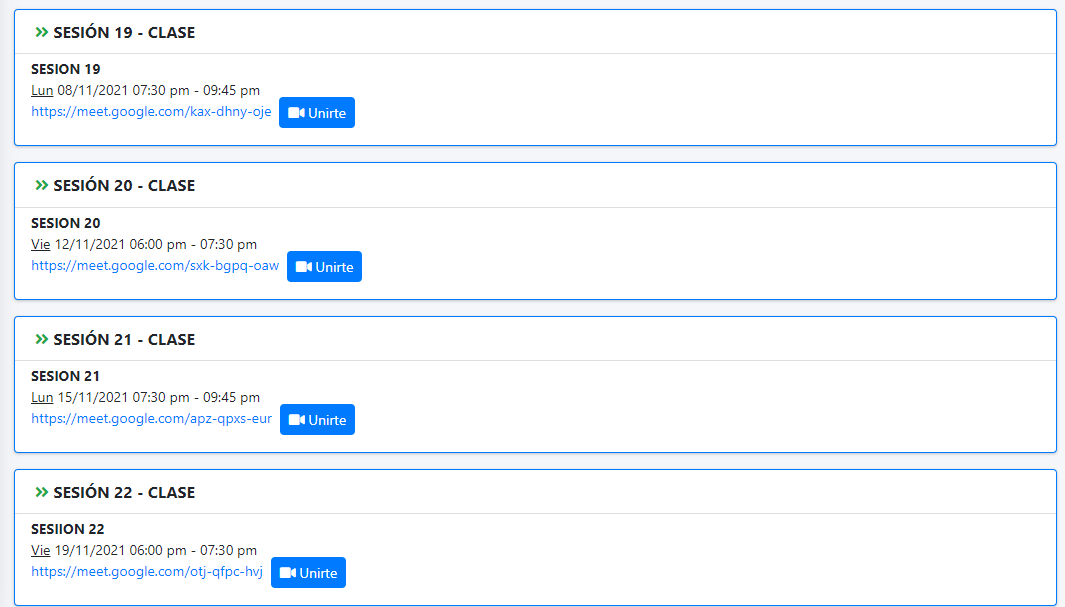 SESIÓN 19 - CLASE
SESION 19
Lun 08/11/2021 07:30 pm - 09:45 pm
https://meet.google.com/kax-dhny-oje Unirte
SESIÓN 20 - CLASE
SESION 20
Vie 12/11/2021 06:00 pm - 07:30 pm
https://meet.google.com/sxk-bgpq-oaw Unirte
SESIÓN 21 - CLASE
SESION 21
Lun 15/11/2021 07:30 pm - 09:45 pm
https://meet.google.com/apz-qpxs-eur Unirte
SESIÓN 22 - CLASE
SESIION 22
Vie 19/11/2021 06:00 pm - 07:30 pm
https://meet.google.com/otj-qfpc-hvj Unirte